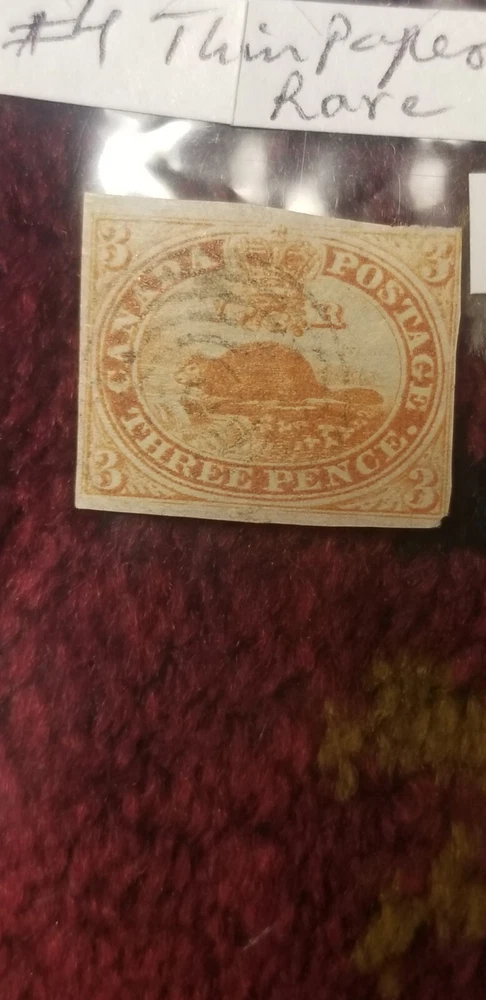 #4 Thin Paper
Rare
3 3
CANADA POSTAGE
V R
THREE PENCE.
3 3